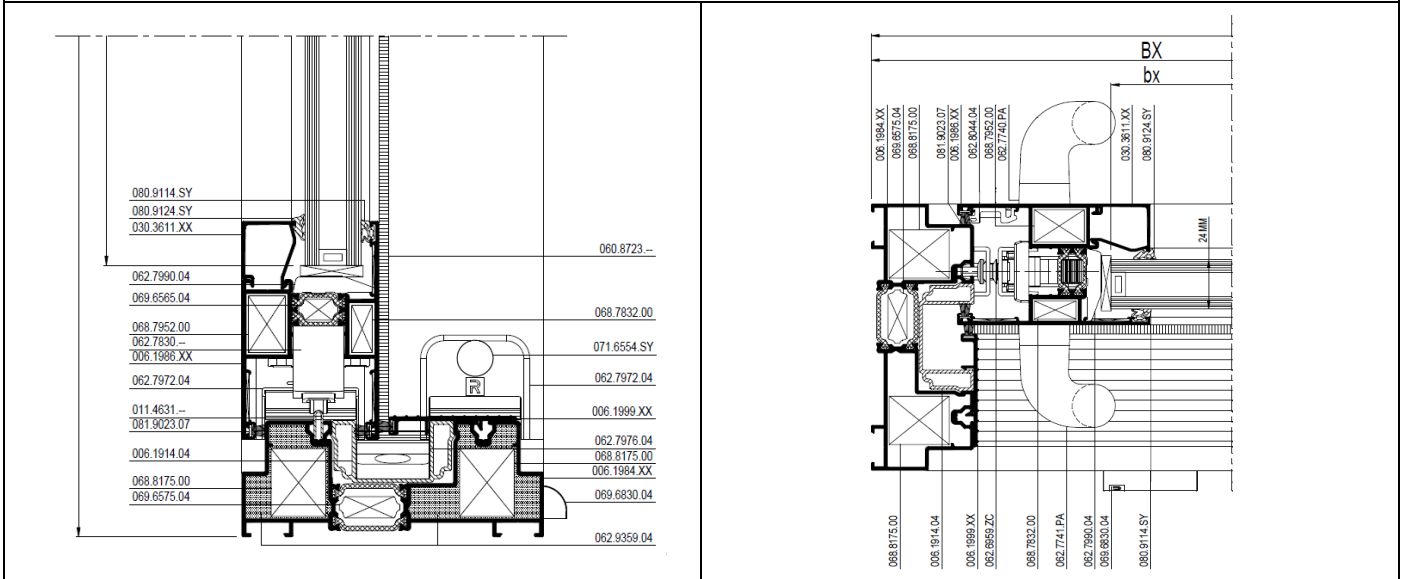 080.9114.SY
080.9124.SY
030.3611.XX
062.7990.04
069.6565.04
068.7952.00
062.7830.--
006.1986.XX
062.7972.04
011.4631.--
081.9023.07
006.1914.04
068.8175.00
069.6575.04
060.8723.--
068.7832.00
071.6554.SY
R
062.7972.04
006.1999.XX
062.7976.04
068.8175.00
006.1984.XX
069.6830.04
062.9359.04
BX
bx
006.1984.XX
069.6575.04
068.8175.00
081.9023.07
006.1986.XX
062.8044.04
068.7952.00
062.7740.PA
030.3611.XX
080.9124.SY
24 MM
068.8175.00
006.1914.04
006.1999.XX
062.6959.ZC
068.7832.00
062.7741.PA
062.7990.04
069.6830.04
080.9114.SY